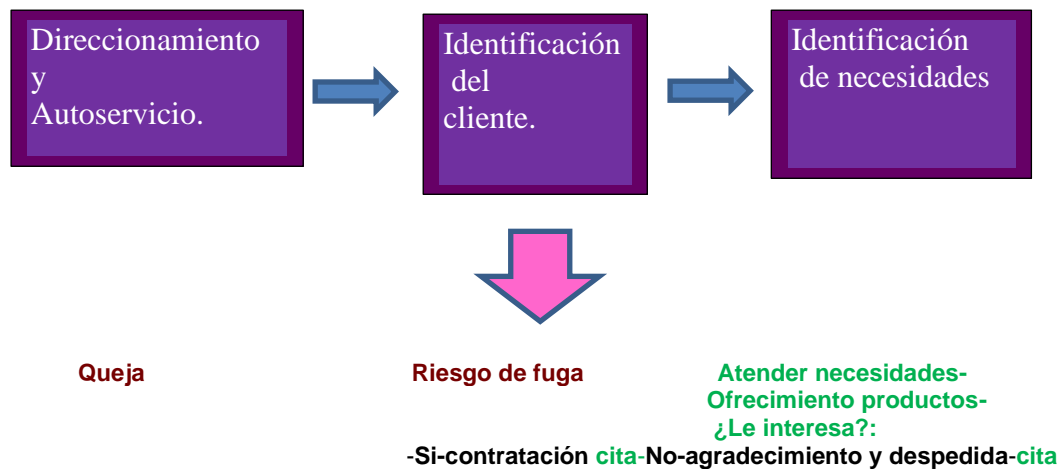 Direccionamiento
y
Autoservicio.
Identificación
del
cliente.
Identificación
de necesidades
Queja
Riesgo de fuga
Atender necesidades-
Ofrecimiento productos-
¿Le interesa?:
-Si-contratación cita-No-agradecimiento y despedida-cita